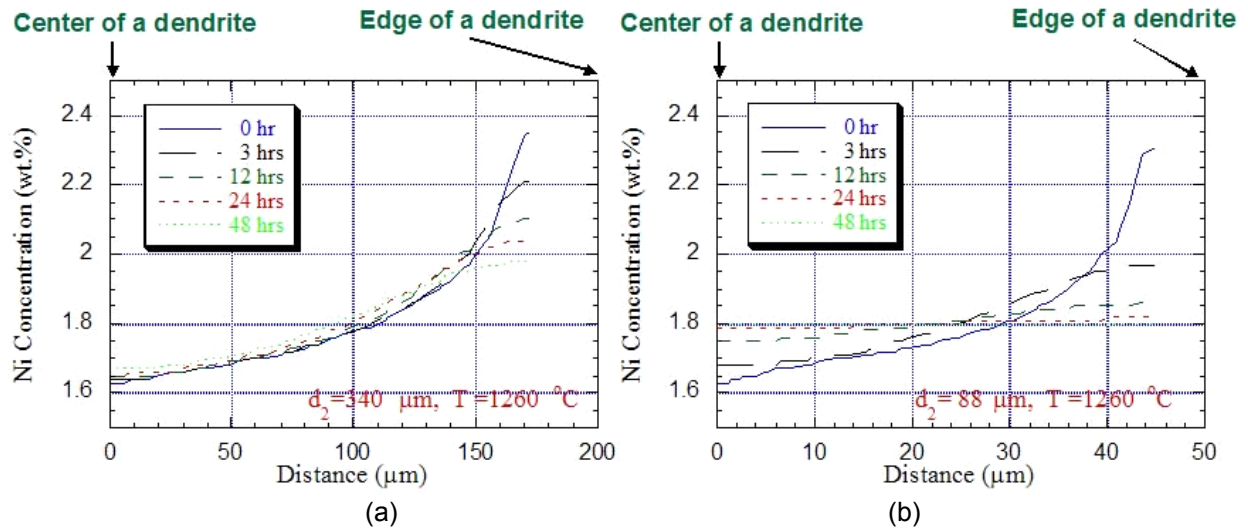 Center of a dendrite
Edge of a dendrite
Ni Concentration (wt.%)
2.4
2.2
2
1.8
1.6
0 hr
3 hrs
12 hrs
24 hrs
48 hrs
d2=340 µm, T=1260 ⁰C
0 50 100 150 200
Distance (µm)
(a)
Center of a dendrite
Edge of a dendrite
Ni Concentration (wt.%)
2.4
2.2
2
1.8
1.6
0 hr
3 hrs
12 hrs
24 hrs
48 hrs
d2=88 µm, T=1260 ⁰C
0 10 20 30 40 50
Distance (µm)
(b)